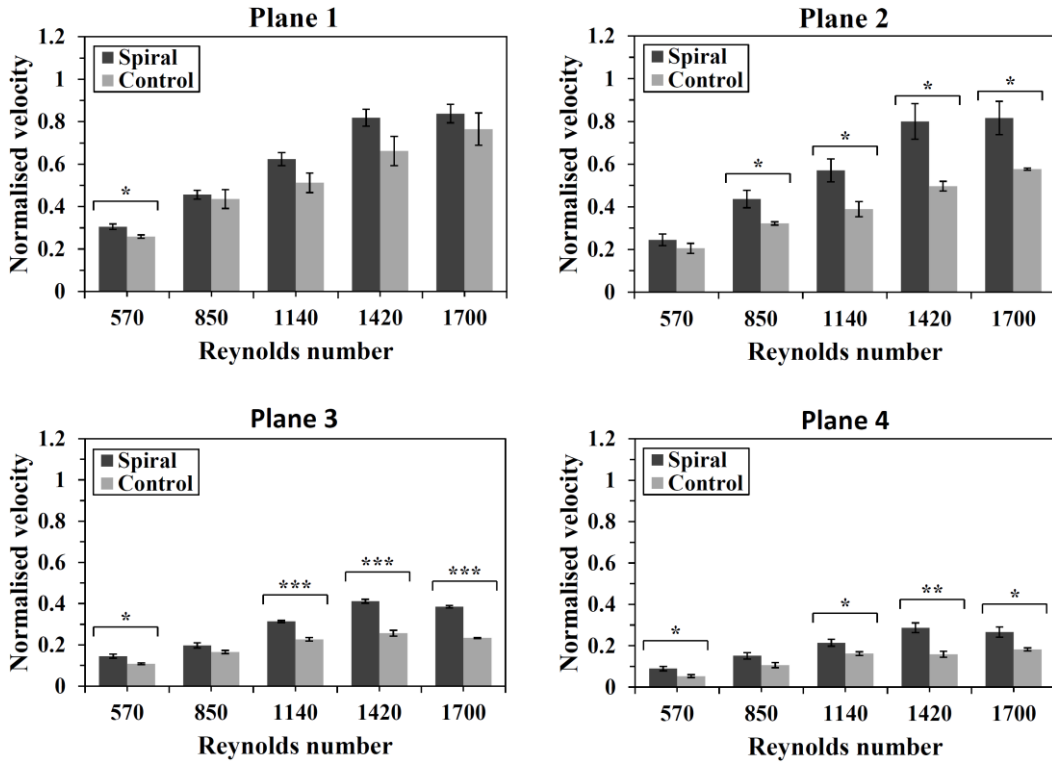 Plane 1
1.2
1
0.8
0.6
0.4
0.2
0
Normalised velocity
Spiral
Control
*
570 850 1140 1420 1700
Reynolds number
Plane 2
1.2
1
0.8
0.6
0.4
0.2
0
Normalised velocity
Spiral
Control
* * * *
570 850 1140 1420 1700
Reynolds number
Plane 3
1.2
1
0.8
0.6
0.4
0.2
0
Normalised velocity
Spiral
Control
* *** *** ***
570 850 1140 1420 1700
Reynolds number
Plane 4
1.2
1
0.8
0.6
0.4
0.2
0
Normalised velocity
Spiral
Control
* * ** *
570 850 1140 1420 1700
Reynolds number